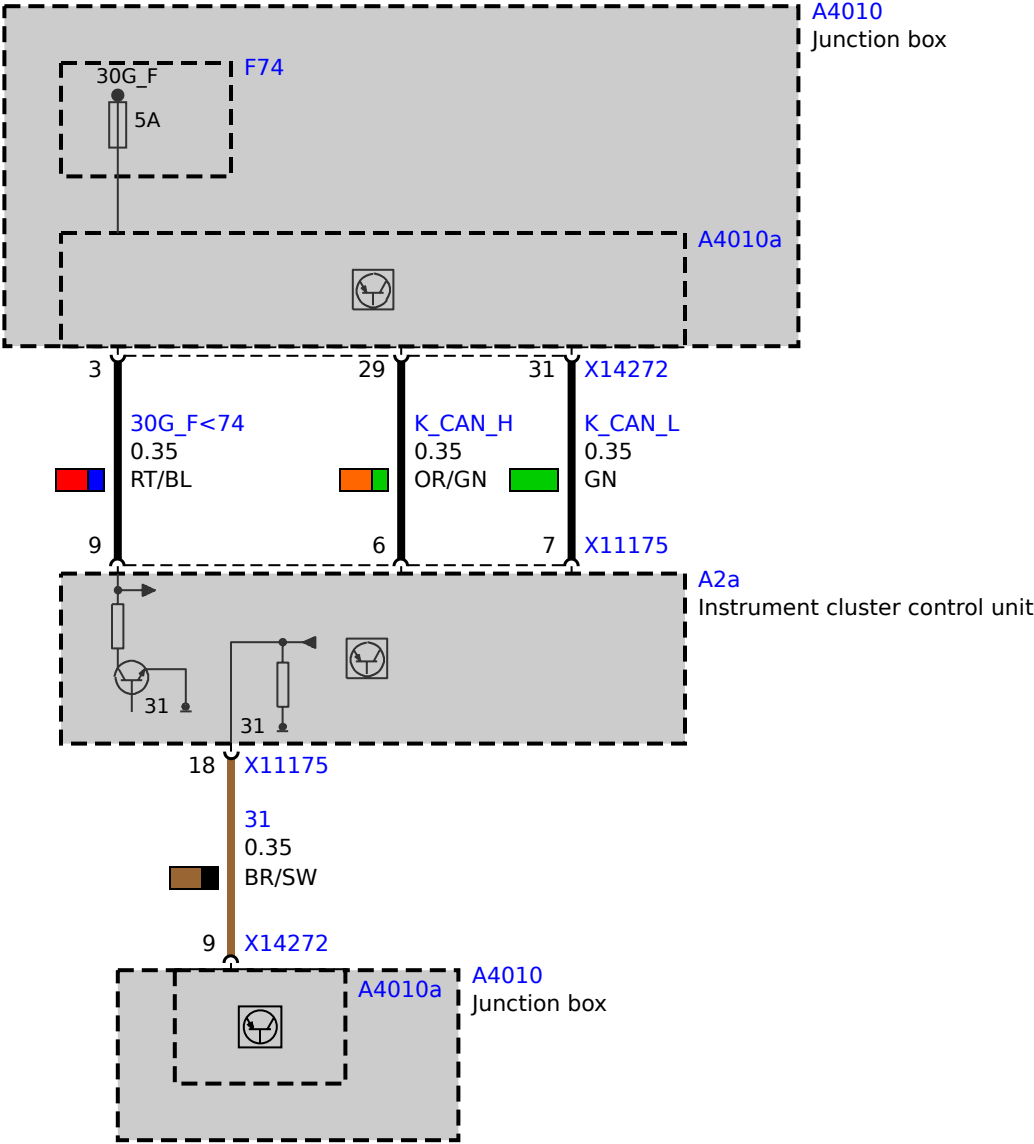 A4010
Junction box
30G_F
F74
5A
A4010a
3
29
31
X14272
30G_F<74
0.35
RT/BL
K_CAN_H
0.35
OR/GN
K_CAN_L
0.35
GN
9
6
7
X11175
A2a
Instrument cluster control unit
31
31
18
X11175
31
0.35
BR/SW
9
X14272
A4010
Junction box
A4010a